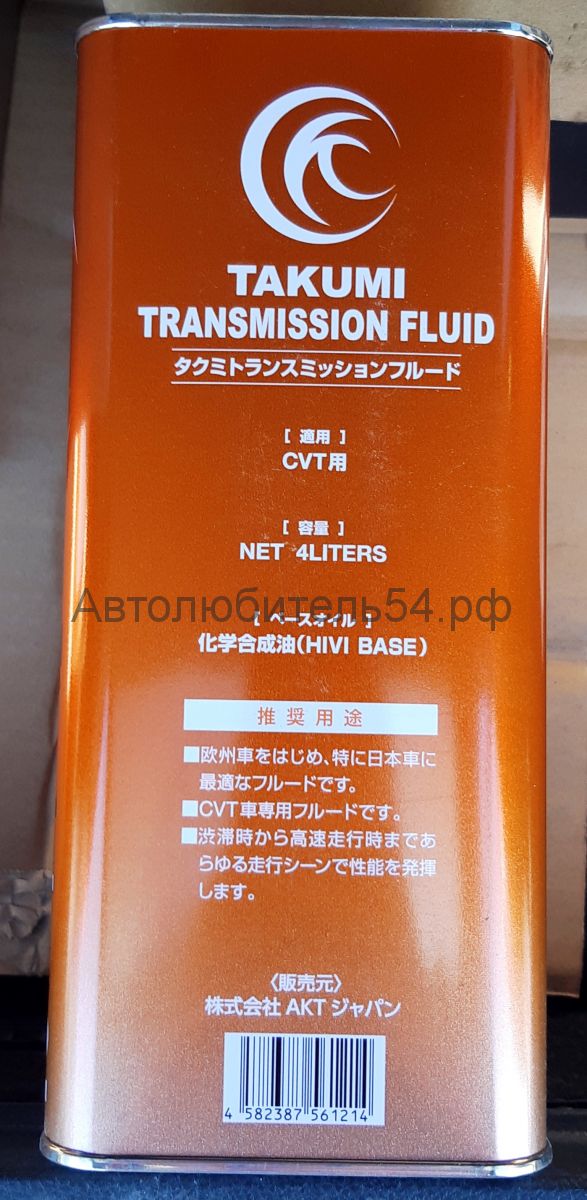 TAKUMI
TRANSMISSION FLUID
タクミトランスミッションフルード
[ 適用 ]
CVT用
[ 容量 ]
NET 4LITERS
Автолюбитель54.рф
[ ベースオイル ]
化学合成油(HIVI BASE)
推奨用途
■欧州車をはじめ、特に日本車に
最適なフルードです。
■CVT車専用フルードです。
■渋滞時から高速走行時まであ
らゆる走行シーンで性能を発揮
します。
〈販売元〉
株式会社 AKT ジャパン
4 582387 561214